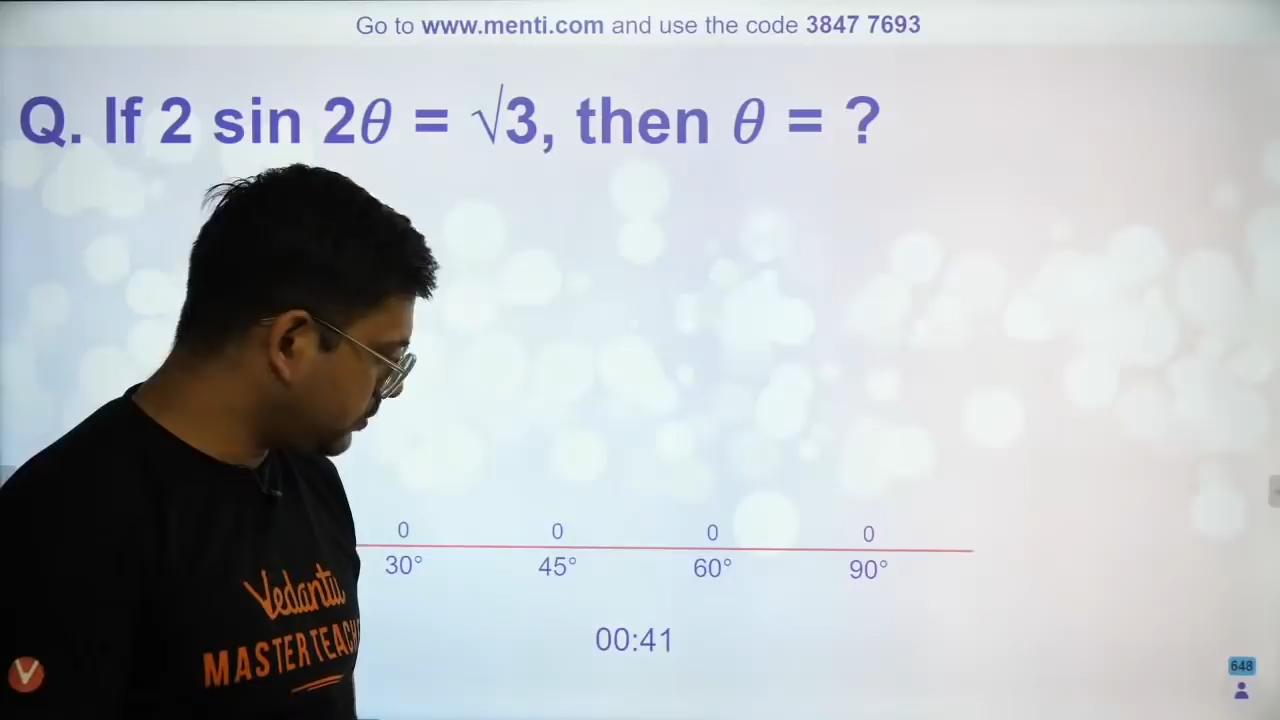 Go to www.menti.com and use the code 3847 7693
Q. If 2 sin 2θ = √3, then θ = ?
0 0 0 0
30° 45° 60° 90°
00:41
Vedantu
MASTER TEACH
648